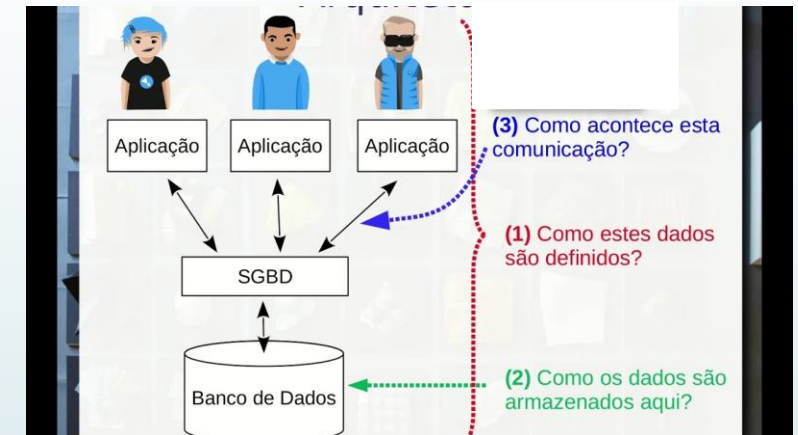 Aplicação
Aplicação
Aplicação
(3) Como acontece esta
comunicação?
(1) Como estes dados
são definidos?
SGBD
(2) Como os dados são
armazenados aqui?
Banco de Dados